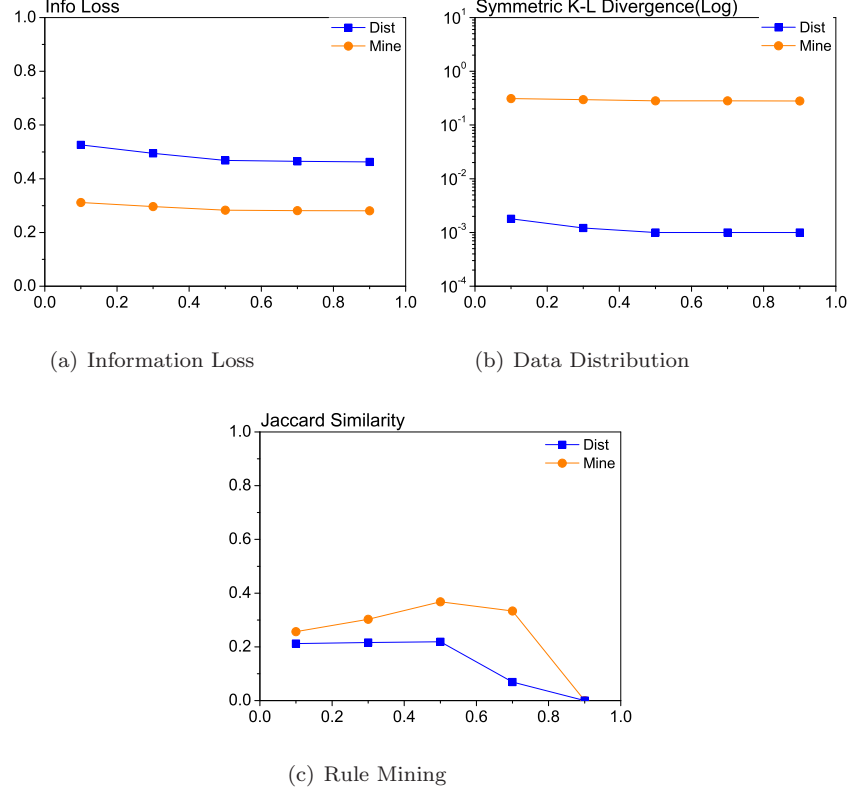 Info Loss
1.0
0.8
0.6
0.4
0.2
0.0
0.0 0.2 0.4 0.6 0.8 1.0
Dist
Mine
(a) Information Loss
Symmetric K-L Divergence(Log)
10^1
10^0
10^-1
10^-2
10^-3
10^-4
0.0 0.2 0.4 0.6 0.8 1.0
Dist
Mine
(b) Data Distribution
Jaccard Similarity
1.0
0.8
0.6
0.4
0.2
0.0
0.0 0.2 0.4 0.6 0.8 1.0
Dist
Mine
(c) Rule Mining